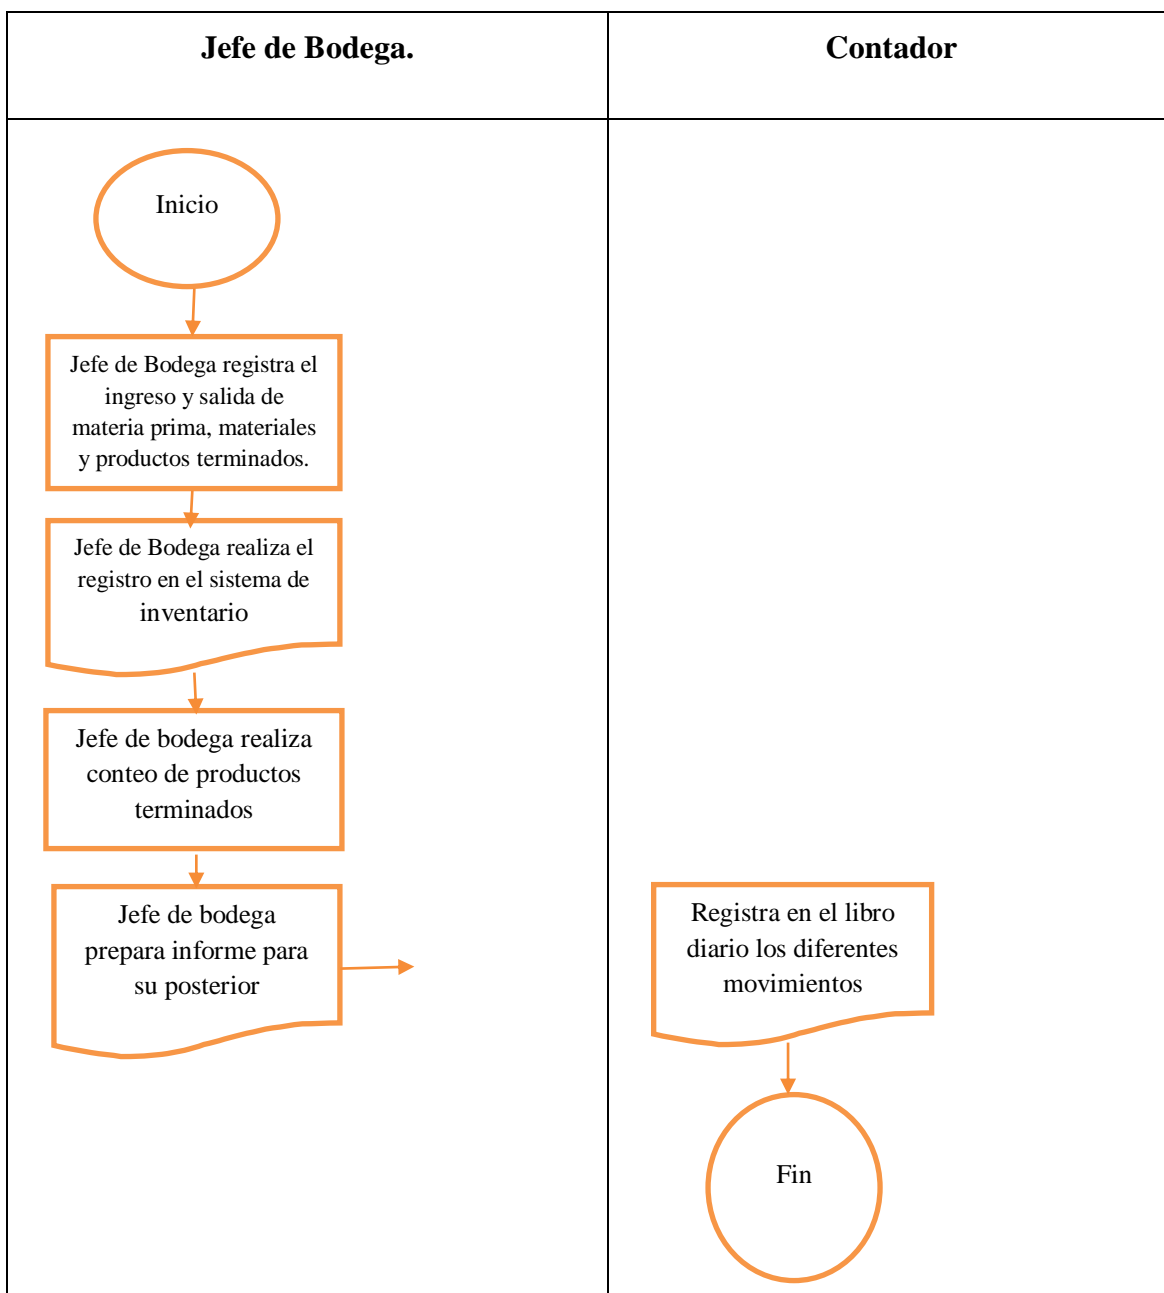 Jefe de Bodega.
Contador
Inicio
Jefe de Bodega registra el
ingreso y salida de
materia prima, materiales
y productos terminados.
Jefe de Bodega realiza el
registro en el sistema de
inventario
Jefe de bodega realiza
conteo de productos
terminados
Jefe de bodega
prepara informe para
su posterior
Registra en el libro
diario los diferentes
movimientos
Fin